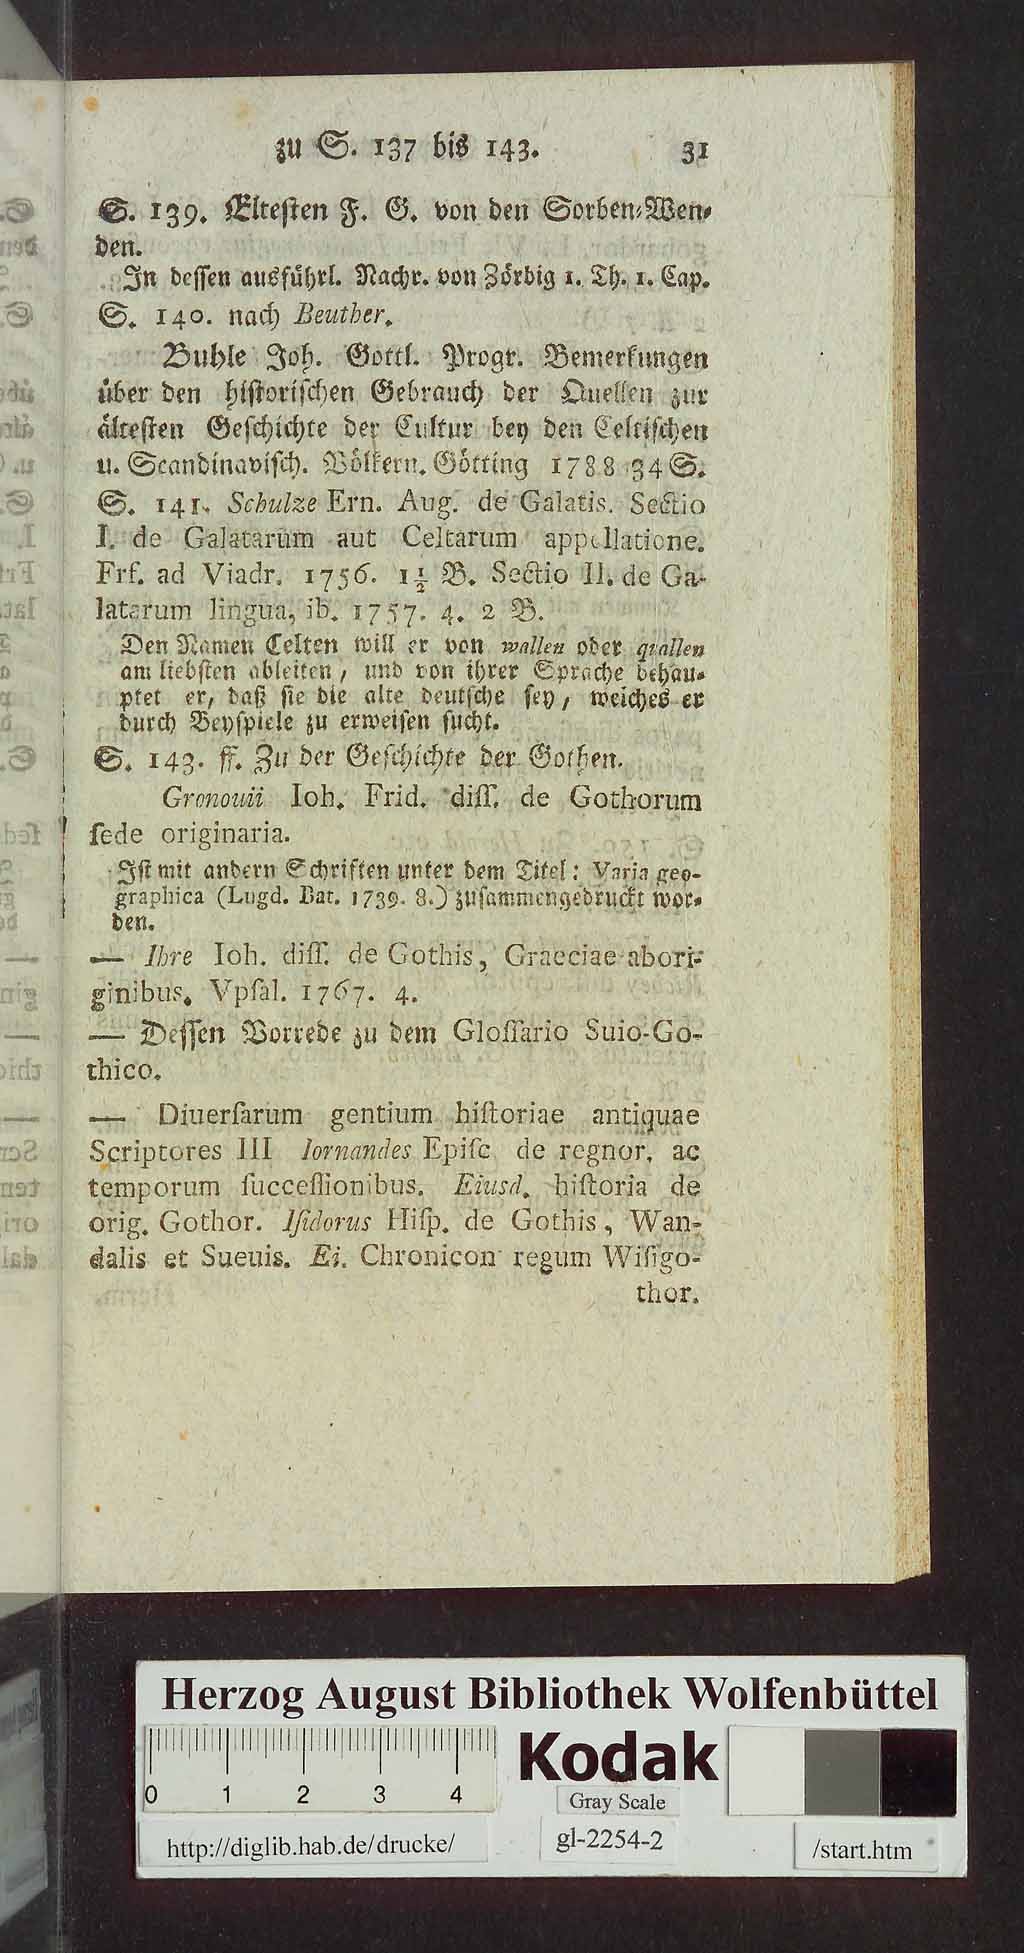 zu S. 137 bis 143. 31
S. 139. Eltesten F. G. von den Sorben-Wen-
den.
In dessen ausführl. Nachr. von Zörbig 1. Th. 1. Cap.
S. 140. nach Beuther.
Buhle Joh. Gottl. Progr. Bemerkungen
über den historischen Gebrauch der Quellen zur
ältesten Geschichte der Cultur bey den Celtischen
u. Scandinavisch. Völkern. Götting 1788 34 S.
S. 141. Schulze Ern. Aug. de Galatis. Sectio
I. de Galatarum aut Celtarum appellatione.
Frf. ad Viadr. 1756. 1½ B. Sectio II. de Ga-
latarum lingua, ib. 1757. 4. 2 B.
Den Namen Celten will er von wallen oder qvallen
am liebsten ableiten, und von ihrer Sprache behau-
ptet er, daß sie die alte deutsche sey, welches er
durch Beyspiele zu erweisen sucht.
S. 143. ff. Zu der Geschichte der Gothen.
Gronouii Ioh. Frid. diſſ. de Gothorum
ſede originaria.
Ist mit andern Schriften unter dem Titel: Varia geo-
graphica (Lugd. Bat. 1739. 8.) zusammengedruckt wor-
den.
— Ihre Ioh. diſſ. de Gothis, Graeciae abori-
ginibus. Vpſal. 1767. 4.
— Dessen Vorrede zu dem Gloſſario Suio-Go-
thico.
— Diuerſarum gentium hiſtoriae antiquae
Scriptores III Iornandes Epiſc de regnor. ac
temporum ſucceſſionibus. Eiusd. hiſtoria de
orig. Gothor. Iſidorus Hiſp. de Gothis, Wan-
dalis et Sueuis. Ei. Chronicon regum Wiſigo-
thor.
Herzog August Bibliothek Wolfenbüttel
0 1 2 3 4
Kodak
Gray Scale
http://diglib.hab.de/drucke/
gl-2254-2
/start.htm